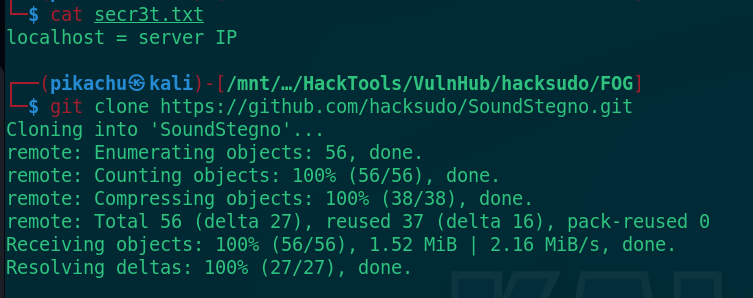 └─$ cat secr3t.txt
localhost = server IP
┌──(pikachu㉿kali)-[/mnt/…/HackTools/VulnHub/hacksudo/FOG]
└─$ git clone https://github.com/hacksudo/SoundStegno.git
Cloning into 'SoundStegno'...
remote: Enumerating objects: 56, done.
remote: Counting objects: 100% (56/56), done.
remote: Compressing objects: 100% (38/38), done.
remote: Total 56 (delta 27), reused 37 (delta 16), pack-reused 0
Receiving objects: 100% (56/56), 1.52 MiB | 2.16 MiB/s, done.
Resolving deltas: 100% (27/27), done.